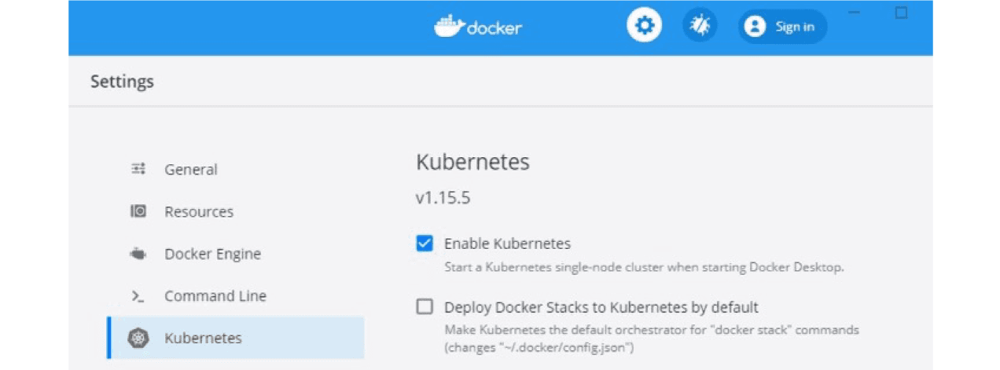 docker
Sign in
Settings
General
Resources
Docker Engine
Command Line
Kubernetes
Kubernetes
v1.15.5
Enable Kubernetes
Start a Kubernetes single-node cluster when starting Docker Desktop.
Deploy Docker Stacks to Kubernetes by default
Make Kubernetes the default orchestrator for "docker stack" commands
(changes "~/.docker/config.json")